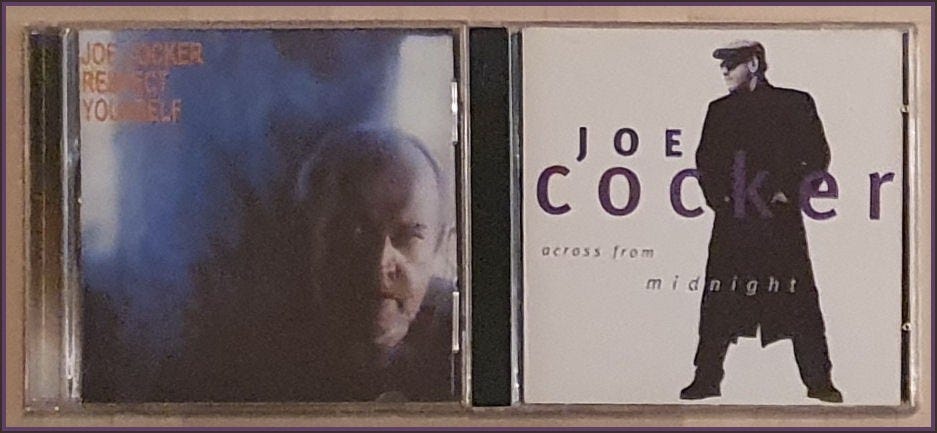 JOE COCKER
RESPECT
YOURSELF
JOE
cocker
across from
midnight